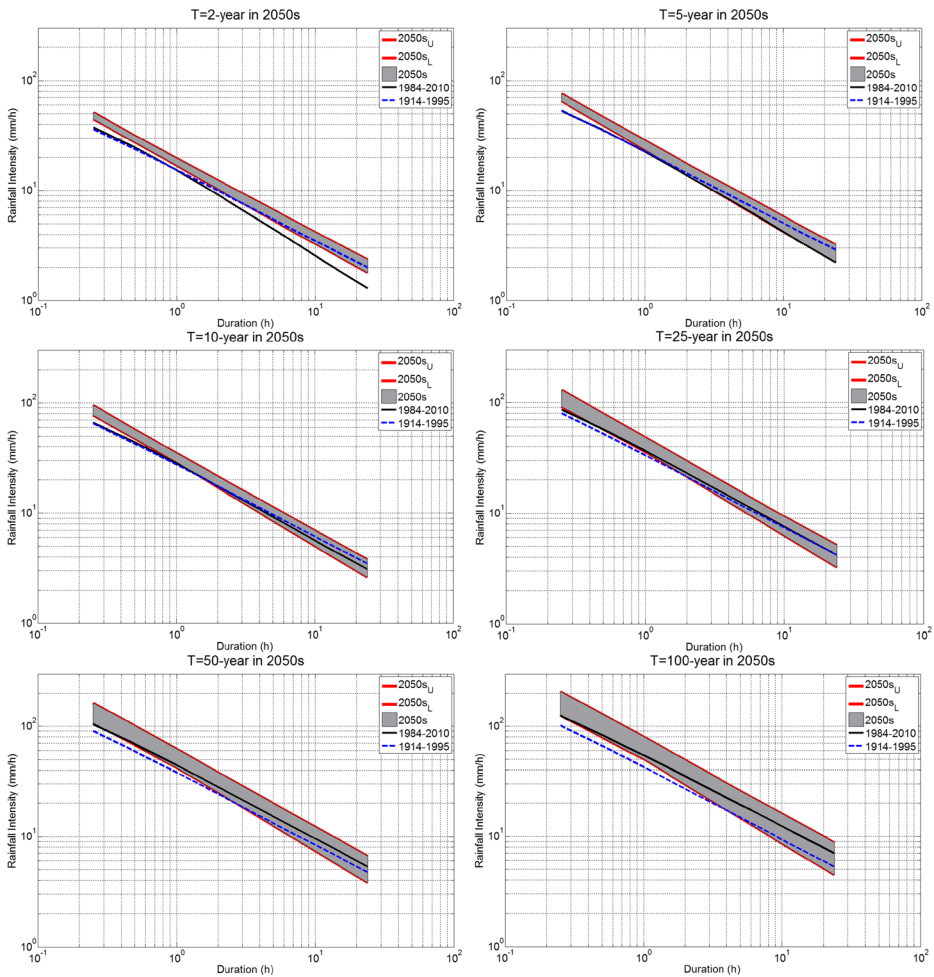 T=2-year in 2050s
Rainfall Intensity (mm/h)
10^2
10^1
10^0
2050s_U
2050s_L
2050s
1984-2010
1914-1995
10^-1 10^0 10^1 10^2
Duration (h)
T=5-year in 2050s
Rainfall Intensity (mm/h)
10^2
10^1
10^0
2050s_U
2050s_L
2050s
1984-2010
1914-1995
10^-1 10^0 10^1 10^2
Duration (h)
T=10-year in 2050s
Rainfall Intensity (mm/h)
10^2
10^1
10^0
2050s_U
2050s_L
2050s
1984-2010
1914-1995
10^-1 10^0 10^1 10^2
Duration (h)
T=25-year in 2050s
Rainfall Intensity (mm/h)
10^2
10^1
10^0
2050s_U
2050s_L
2050s
1984-2010
1914-1995
10^-1 10^0 10^1 10^2
Duration (h)
T=50-year in 2050s
Rainfall Intensity (mm/h)
10^2
10^1
10^0
2050s_U
2050s_L
2050s
1984-2010
1914-1995
10^-1 10^0 10^1 10^2
Duration (h)
T=100-year in 2050s
Rainfall Intensity (mm/h)
10^2
10^1
10^0
2050s_U
2050s_L
2050s
1984-2010
1914-1995
10^-1 10^0 10^1 10^2
Duration (h)